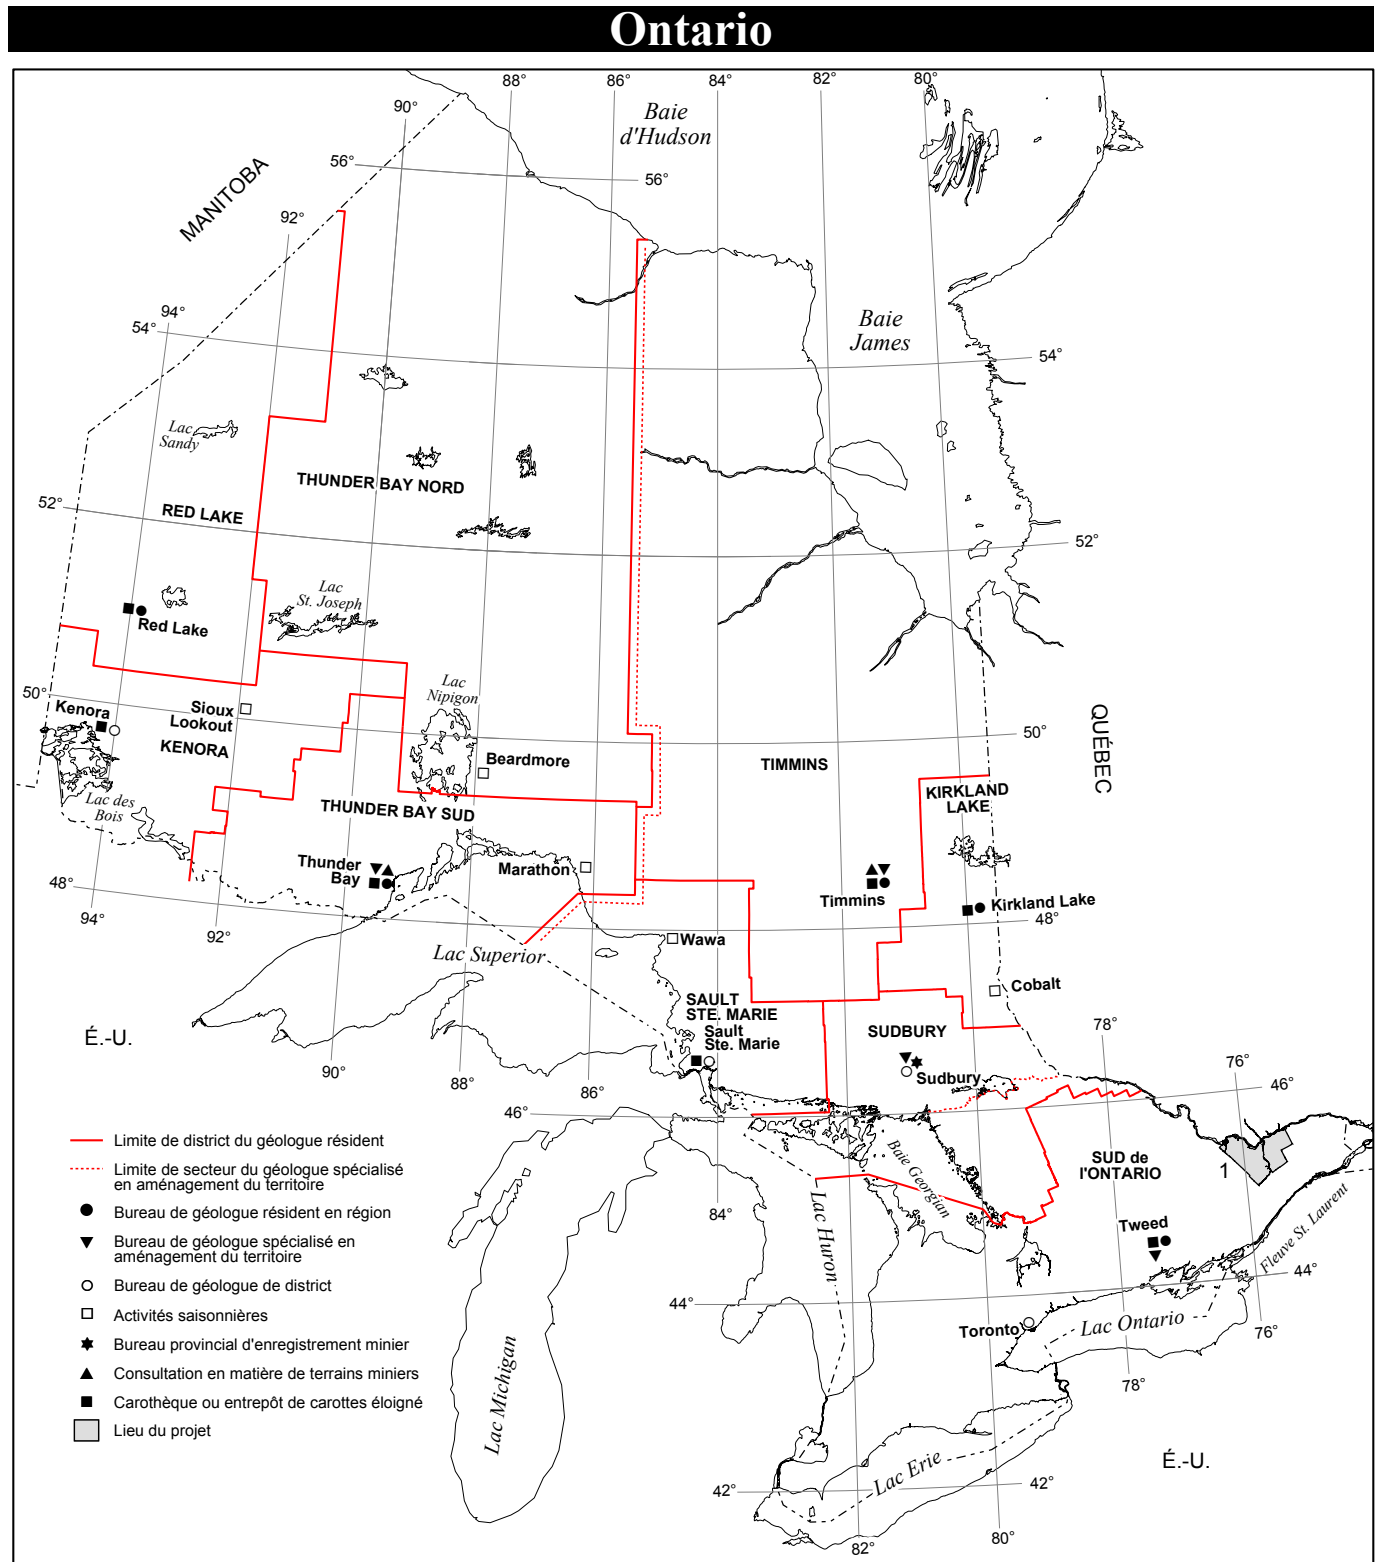 Ontario
88°
86°
84°
82°
80°
90°
Baie
d'Hudson
56°
56°
MANITOBA
92°
94°
54°
Baie
James
54°
Lac
Sandy
THUNDER BAY NORD
52°
RED LAKE
52°
Lac
St. Joseph
Red Lake
50°
Kenora
Sioux
Lookout
KENORA
Lac
Nipigon
Beardmore
50°
QUÉBEC
TIMMINS
KIRKLAND
LAKE
Lac des
Bois
THUNDER BAY SUD
Thunder
Bay
Marathon
Timmins
Kirkland Lake
48°
48°
94°
92°
Lac Superior
Wawa
Cobalt
SAULT
STE. MARIE
Sault
Ste. Marie
SUDBURY
Sudbury
78°
76°
46°
É.-U.
90°
88°
86°
46°
Limite de district du géologue résident
Limite de secteur du géologue spécialisé
en aménagement du territoire
Bureau de géologue résident en région
Bureau de géologue spécialisé en
aménagement du territoire
Bureau de géologue de district
Activités saisonnières
Bureau provincial d'enregistrement minier
Consultation en matière de terrains miniers
Carothèque ou entrepôt de carottes éloigné
Lieu du projet
Baie Georgian
SUD de
l'ONTARIO
1
84°
Lac Huron
Tweed
Fleuve St. Laurent
44°
44°
Toronto
Lac Ontario
76°
78°
Lac Michigan
Lac Erie
É.-U.
42°
42°
80°
82°